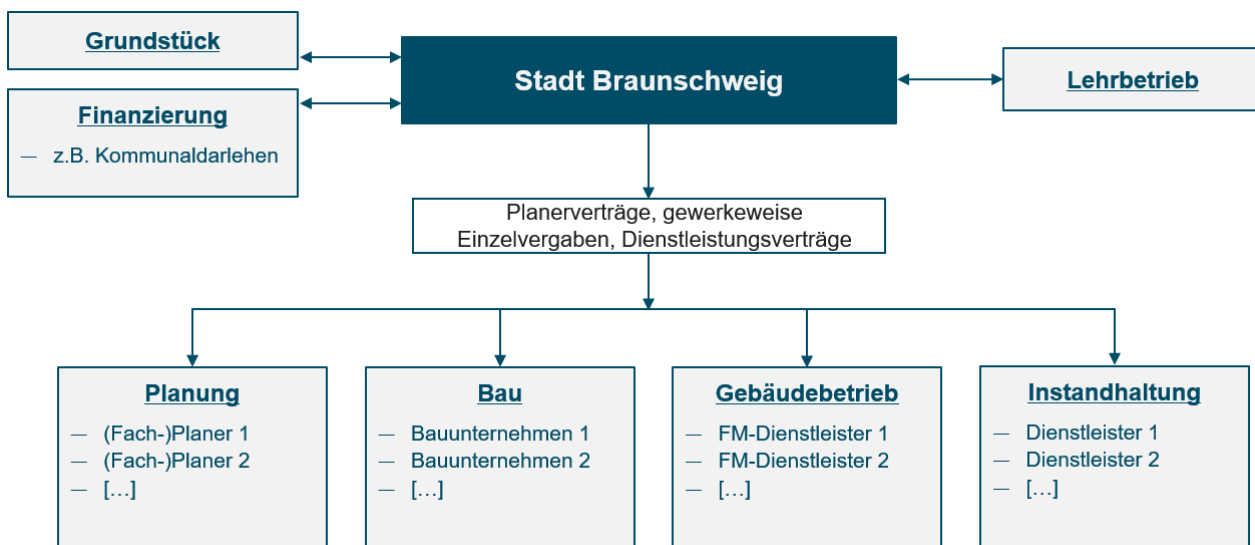 Grundstück
Stadt Braunschweig
Lehrbetrieb
Finanzierung
— z.B. Kommunaldarlehen
Planerverträge, gewerkeweise
Einzelvergaben, Dienstleistungsverträge
Planung
— (Fach-)Planer 1
— (Fach-)Planer 2
— […]
Bau
— Bauunternehmen 1
— Bauunternehmen 2
— […]
Gebäudebetrieb
— FM-Dienstleister 1
— FM-Dienstleister 2
— […]
Instandhaltung
— Dienstleister 1
— Dienstleister 2
— […]